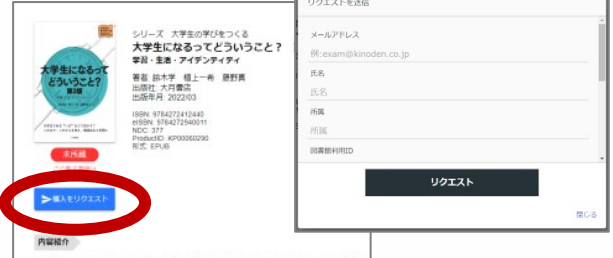 シリーズ 大学生の学びをつくる
大学生になるってどういうこと?
学習・生活・アイデンティティ
著者 鈴木学 植上一希 藤野真
出版社 大月書店
出版年月 2022/03
ISBN: 9784272412440
eISBN: 9784272940011
NDC: 377
ProductID: KP00060290
形式: EPUB
大学生になるって
どういうこと?
未所蔵
購入をリクエスト
内容紹介
リクエストを送信
メールアドレス
例:exam@kinoden.co.jp
氏名
氏名
所属
所属
図書館利用ID
リクエスト
閉じる